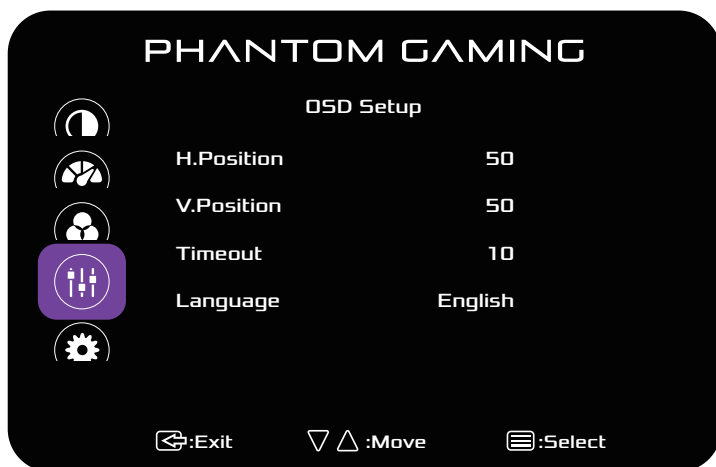 PHANTOM GAMING
OSD Setup
H.Position 50
V.Position 50
Timeout 10
Language English
:Exit :Move :Select